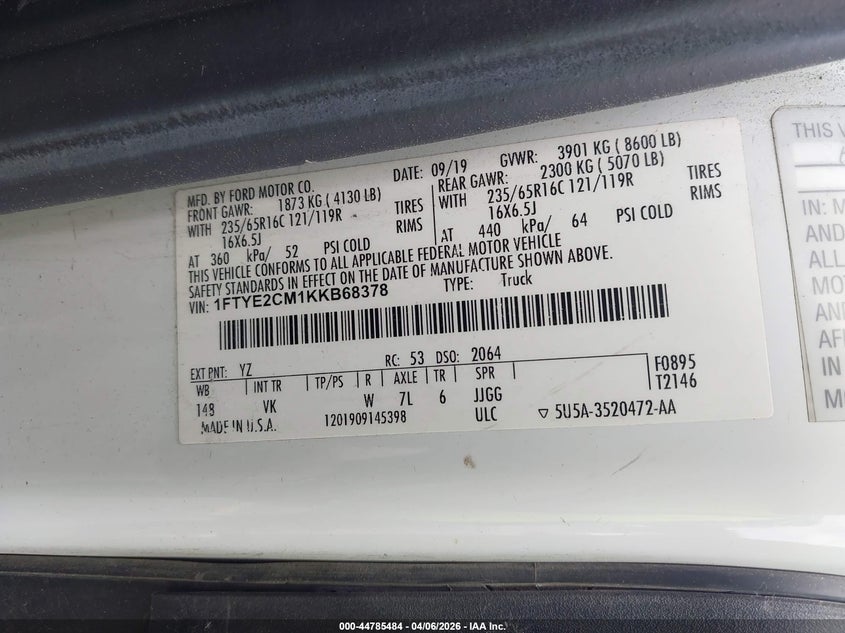 MFD. BY FORD MOTOR CO. DATE: 09/19 GVWR: 3901 KG ( 8600 LB)
FRONT GAWR: 1873 KG ( 4130 LB) REAR GAWR: 2300 KG ( 5070 LB)
WITH 235/65R16C 121/119R TIRES WITH 235/65R16C 121/119R TIRES
16X6.5J RIMS 16X6.5J RIMS
AT 360 kPa/ 52 PSI COLD AT 440 kPa/ 64 PSI COLD
THIS VEHICLE CONFORMS TO ALL APPLICABLE FEDERAL MOTOR VEHICLE
SAFETY STANDARDS IN EFFECT ON THE DATE OF MANUFACTURE SHOWN ABOVE.
VIN: 1FTYE2CM1KKB68378 TYPE: Truck
EXT PNT: YZ RC: 53 DSO: 2064
WB INT TR TP/PS R AXLE TR SPR F0895
148 VK W 7L 6 JJGG T2146
MADE IN U.S.A. 1201909145398 ULC 5U5A-3520472-AA
THIS V
IN: M
AND
ALL
MOT
AND
AFF
IN
MO
000-44785484 - 04/06/2026 - IAA Inc.